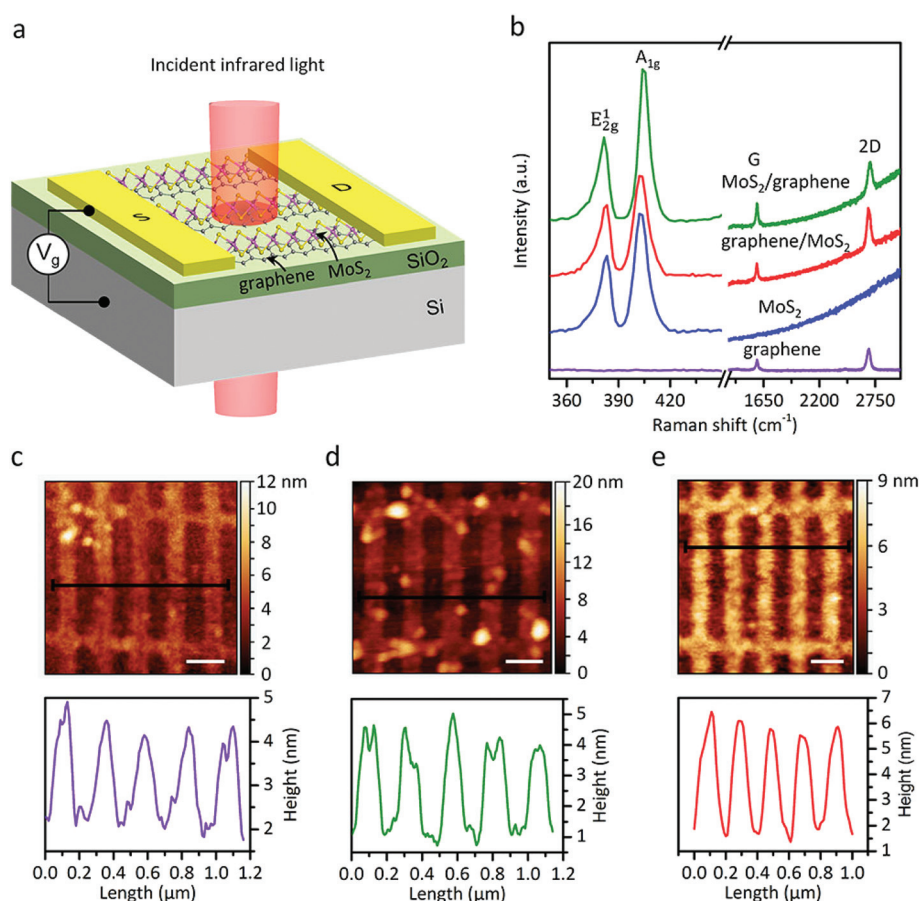 a
Incident infrared light
S
D
V_g
graphene
MoS₂
SiO₂
Si
b
Intensity (a.u.)
E¹₂g
A₁g
G
2D
MoS₂/graphene
graphene/MoS₂
MoS₂
graphene
360 390 420 1650 2200 2750
Raman shift (cm⁻¹)
c
12 nm
10
8
6
4
2
0
5
4
3
2
Height (nm)
0.0 0.2 0.4 0.6 0.8 1.0 1.2
Length (μm)
d
20 nm
16
12
8
4
0
5
4
3
2
1
Height (nm)
0.0 0.2 0.4 0.6 0.8 1.0 1.2
Length (μm)
e
9 nm
6
3
0
7
6
5
4
3
2
1
Height (nm)
0.0 0.2 0.4 0.6 0.8 1.0
Length (μm)